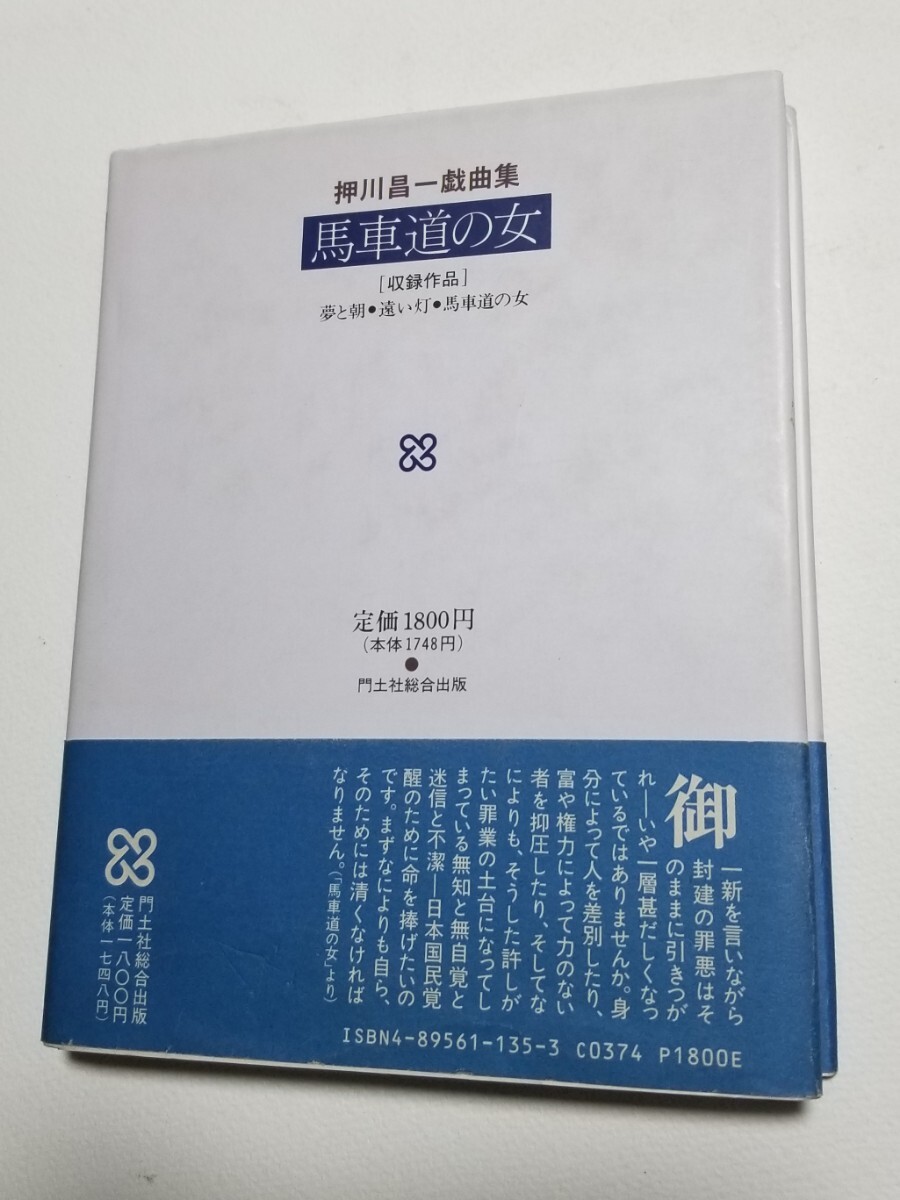 押川昌一戯曲集
馬車道の女
[収録作品]
夢と朝●遠い灯●馬車道の女
定価1800円
(本体1748円)
●
門土社総合出版
御一新を言いながら
封建の罪悪はそ
のままに引きつが
れ―いや一層甚だしくなっ
ているではありませんか。身
分によって人を差別したり、
富や権力によって力のない
者を抑圧したり、そしてな
によりも、そうした許しが
たい罪業の土台になってし
まっている無知と無自覚と
迷信と不潔―日本国民覚
醒のために命を捧げたいの
です。まずなによりも自ら、
そのためには清くなければ
なりません。(「馬車道の女」より)
門土社総合出版
定価一八〇〇円
(本体一七四八円)
ISBN4-89561-135-3 C0374 P1800E